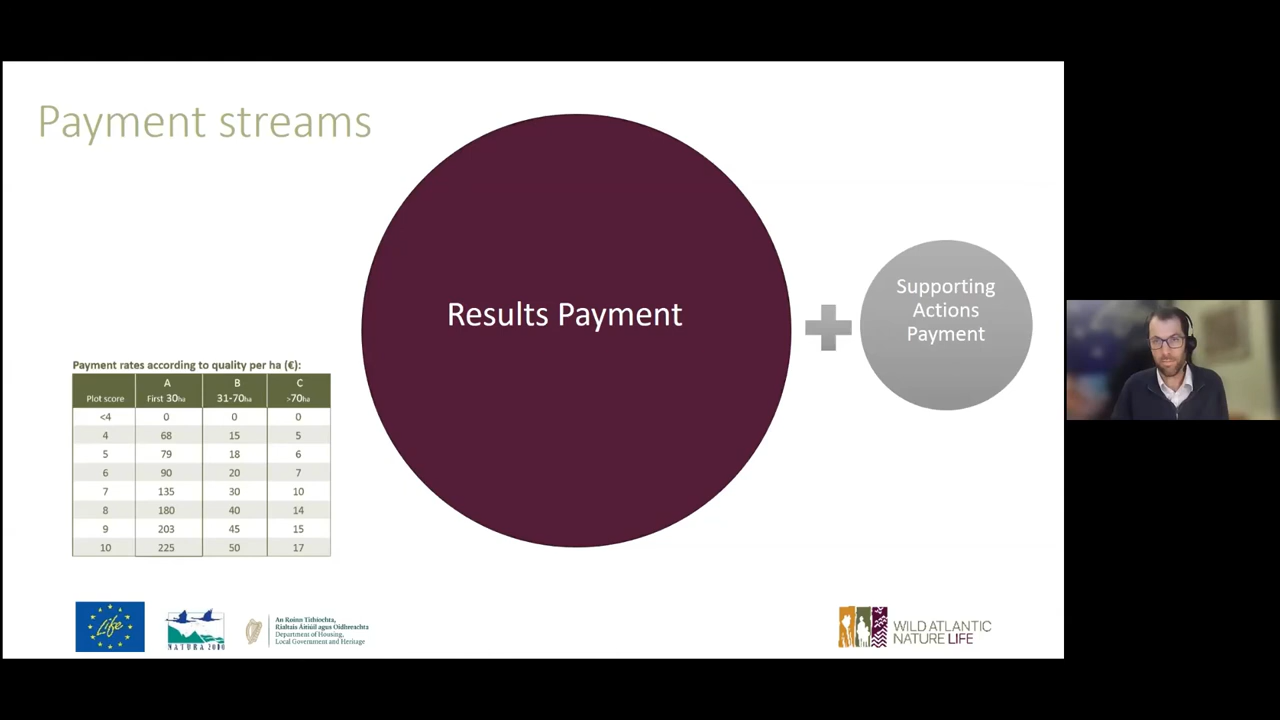 Payment streams
Results Payment
Supporting
Actions
Payment
Payment rates according to quality per ha (€):
Plot score A First 30ha B 31-70ha C >70ha
<4 0 0 0
4 68 15 5
5 79 18 6
6 90 20 7
7 135 30 10
8 180 40 14
9 203 45 15
10 225 50 17
Life
NATURA 2000
An Roinn Tithíochta,
Rialtais Áitiúil agus Oidhreachta
Department of Housing,
Local Government and Heritage
WILD ATLANTIC
NATURE LIFE